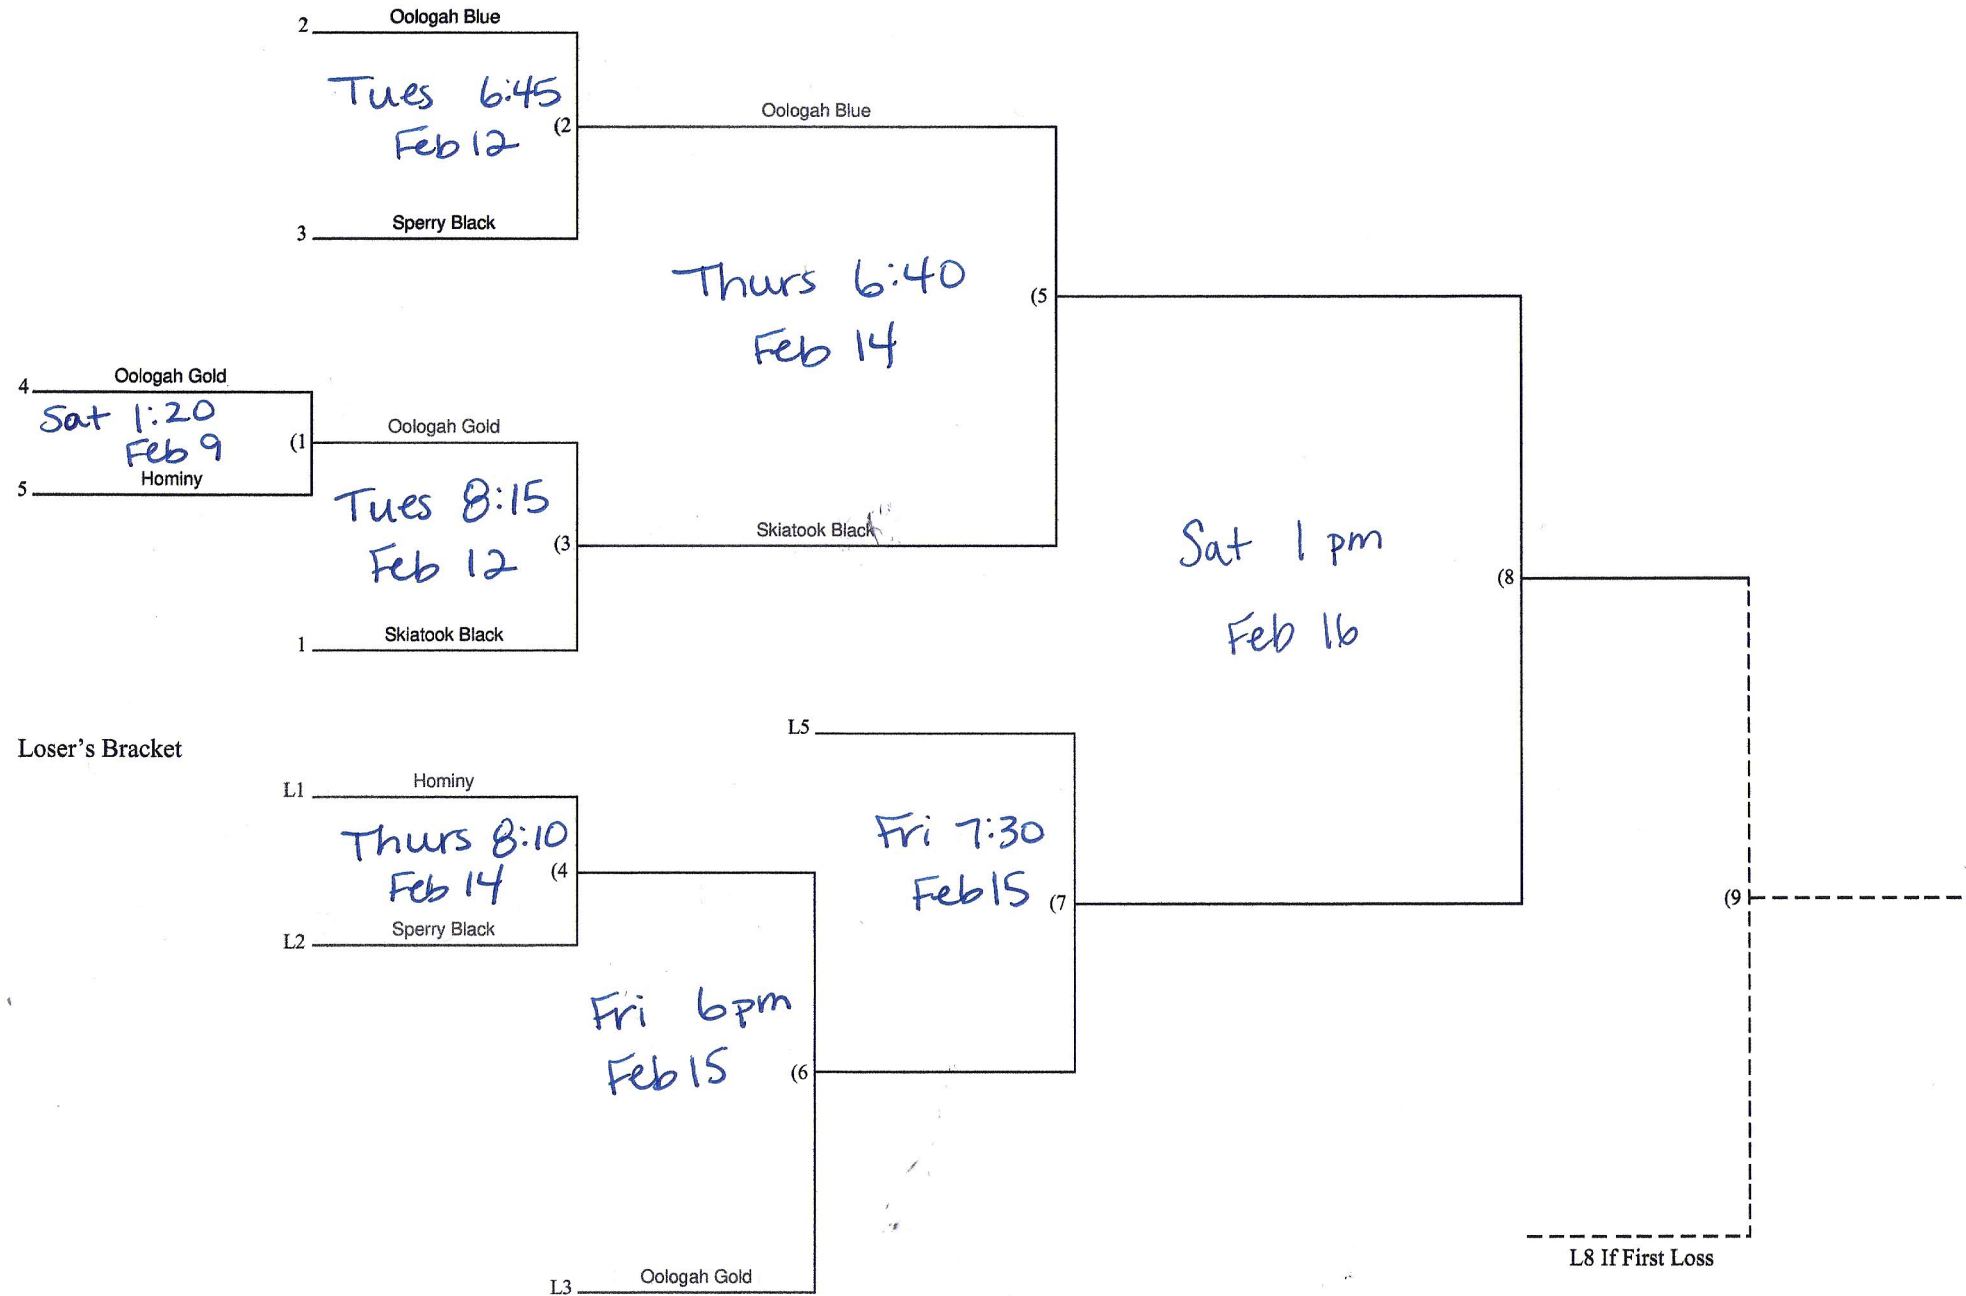 2 Oologah Blue
Tues 6:45
Feb 12
(2
Oologah Blue
3 Sperry Black
Thurs 6:40
Feb 14
(5
4 Oologah Gold
Sat 1:20
Feb 9
(1
5 Hominy
Oologah Gold
Tues 8:15
Feb 12
(3
Skiatook Black
1 Skiatook Black
Sat 1 pm
Feb 16
(8
Loser's Bracket
L5
L1 Hominy
Thurs 8:10
Feb 14
(4
L2 Sperry Black
Fri 7:30
Feb 15
(7
(9
Fri 6pm
Feb 15
(6
L3 Oologah Gold
L8 If First Loss